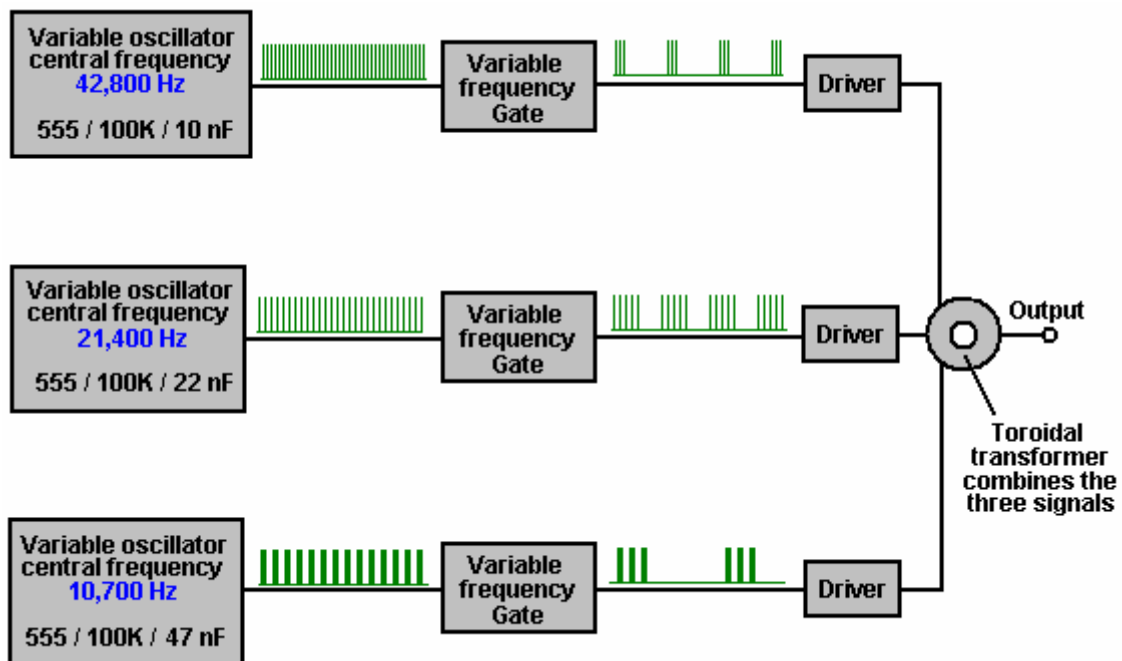 Variable oscillator
central frequency
42,800 Hz
555 / 100K / 10 nF
Variable
frequency
Gate
Driver
Variable oscillator
central frequency
21,400 Hz
555 / 100K / 22 nF
Variable
frequency
Gate
Driver
Output
Toroidal
transformer
combines the
three signals
Variable oscillator
central frequency
10,700 Hz
555 / 100K / 47 nF
Variable
frequency
Gate
Driver